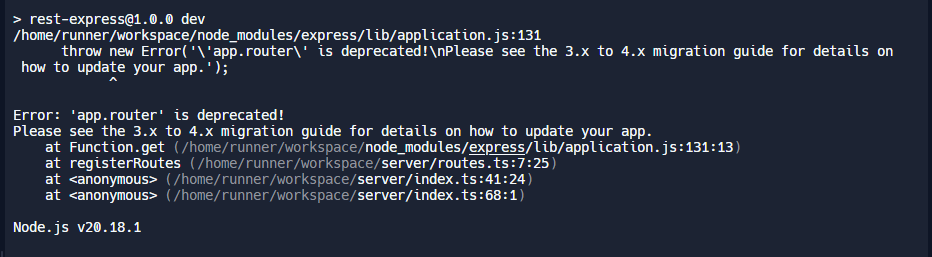 > rest-express@1.0.0 dev
/home/runner/workspace/node_modules/express/lib/application.js:131
      throw new Error('\'app.router\' is deprecated!\nPlease see the 3.x to 4.x migration guide for details on
 how to update your app.');
            ^

Error: 'app.router' is deprecated!
Please see the 3.x to 4.x migration guide for details on how to update your app.
    at Function.get (/home/runner/workspace/node_modules/express/lib/application.js:131:13)
    at registerRoutes (/home/runner/workspace/server/routes.ts:7:25)
    at <anonymous> (/home/runner/workspace/server/index.ts:41:24)
    at <anonymous> (/home/runner/workspace/server/index.ts:68:1)

Node.js v20.18.1